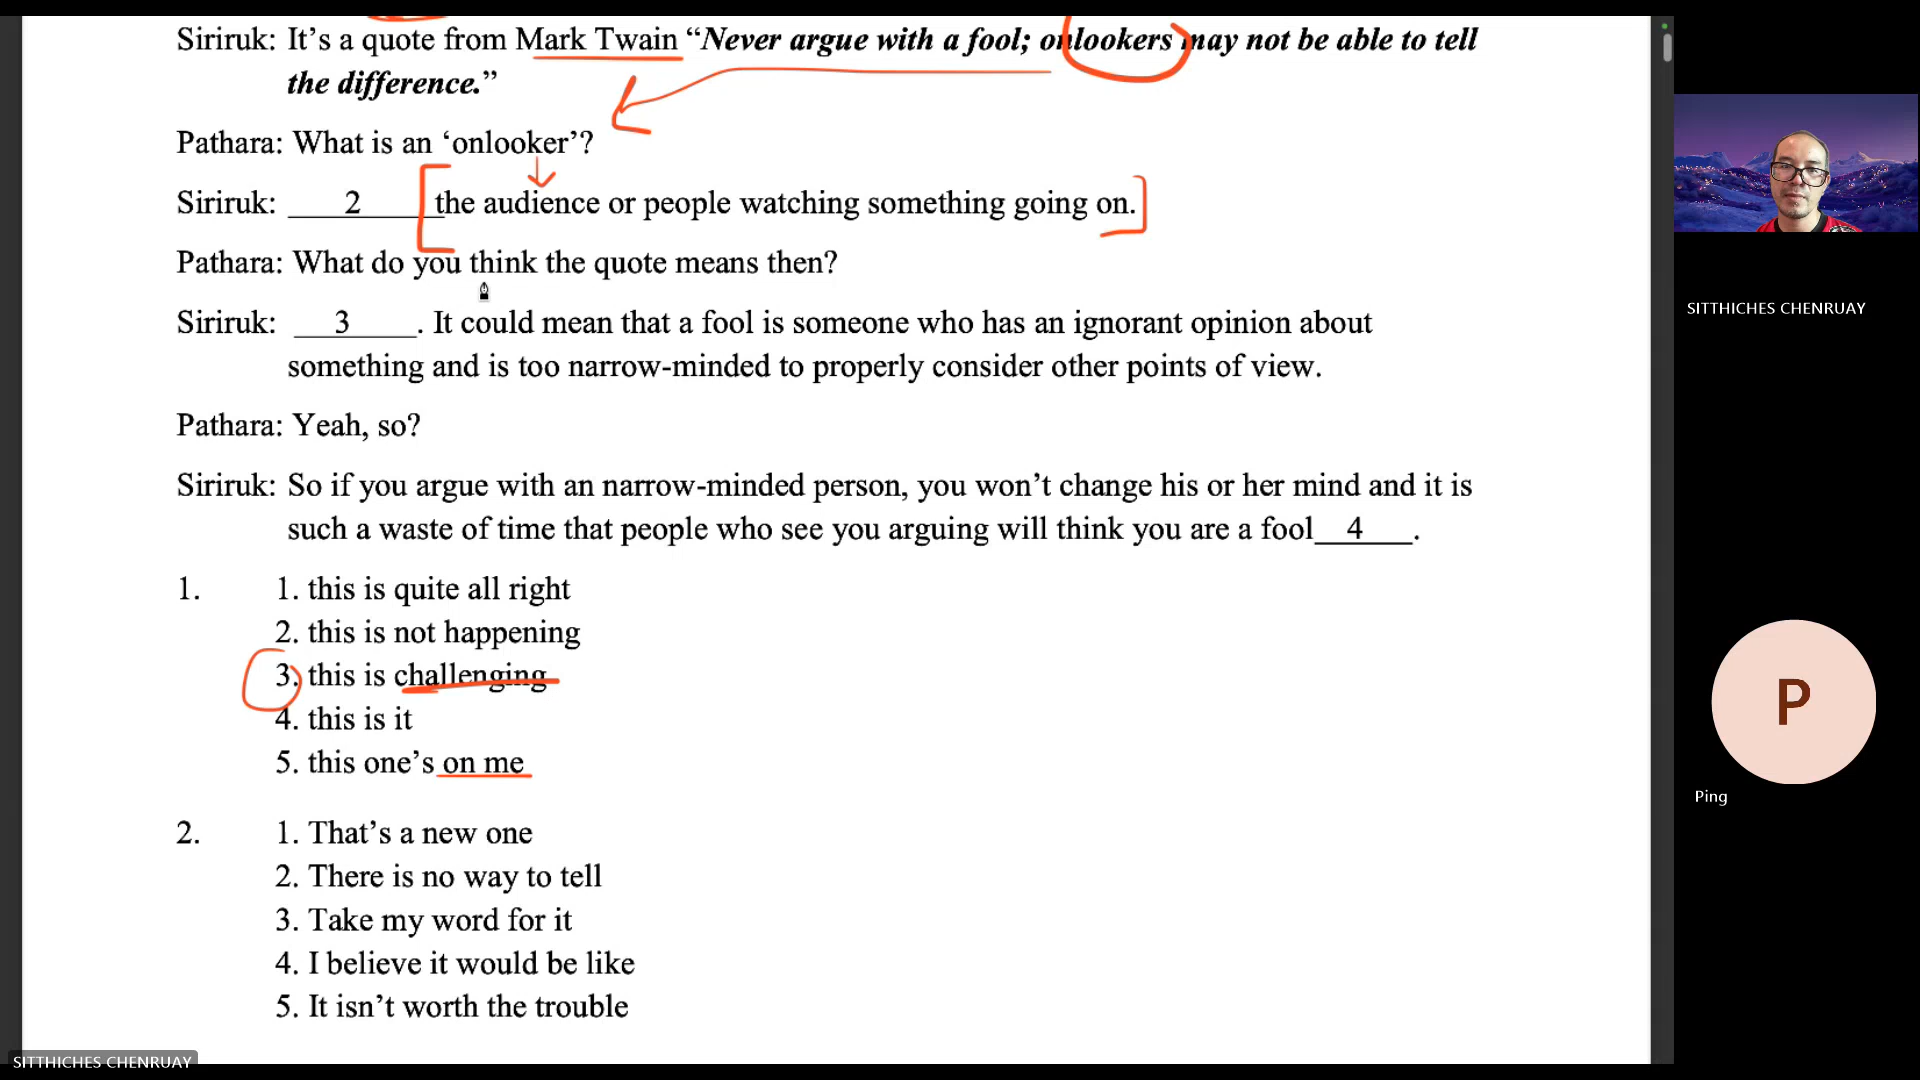 Siriruk: It's a quote from Mark Twain “Never argue with a fool; onlookers may not be able to tell
the difference.”
Pathara: What is an ‘onlooker’?
Siriruk: ____2____ the audience or people watching something going on.
Pathara: What do you think the quote means then?
Siriruk: ____3____. It could mean that a fool is someone who has an ignorant opinion about
something and is too narrow-minded to properly consider other points of view.
Pathara: Yeah, so?
Siriruk: So if you argue with an narrow-minded person, you won't change his or her mind and it is
such a waste of time that people who see you arguing will think you are a fool__4___.
1. 1. this is quite all right
2. this is not happening
3. this is challenging
4. this is it
5. this one's on me
2. 1. That's a new one
2. There is no way to tell
3. Take my word for it
4. I believe it would be like
5. It isn't worth the trouble
SITTHICHES CHENRUAY
SITTHICHES CHENRUAY
P
Ping